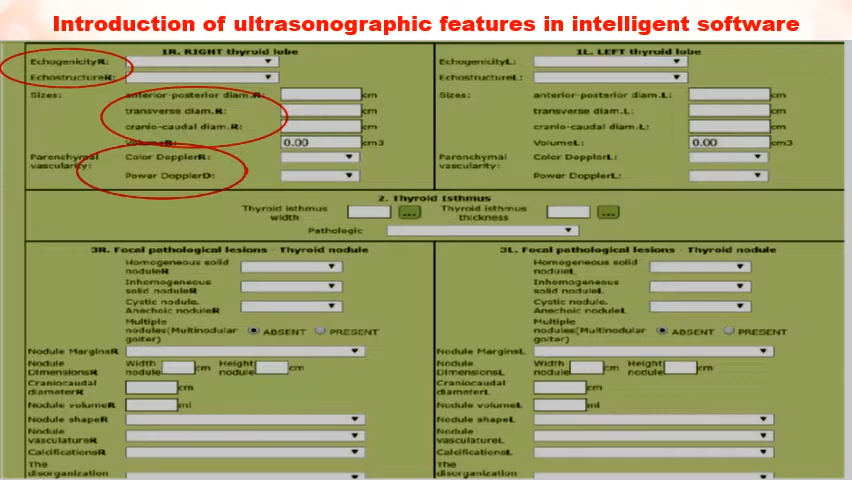 Introduction of ultrasonographic features in intelligent software
1R. RIGHT thyroid lobe
EchogenicityR:
EchostructureR:
Sizes:
anterior-posterior diam.R: cm
transverse diam.R: cm
cranio-caudal diam.R: cm
VolumeR: 0.00 cm3
Parenchymal
vascularity:
Color DopplerR:
Power DopplerD:
1L. LEFT thyroid lobe
EchogenicityL:
EchostructureL:
Sizes:
anterior-posterior diam.L: cm
transverse diam.L: cm
cranio-caudal diam.L: cm
VolumeL: 0.00 cm3
Parenchymal
vascularity:
Color DopplerL:
Power DopplerL:
2. Thyroid Isthmus
Thyroid isthmus
width
...
Thyroid isthmus
thickness
...
Pathologic
3R. Focal pathological lesions - Thyroid nodule
Homogeneous solid
noduleR
Inhomogeneous
solid noduleR
Cystic nodule.
Anechoic noduleR
Multiple
nodules(Multinodular
goiter)
ABSENT PRESENT
Nodule MarginsR
Nodule
DimensionsR
Width
nodule
cm
Height
nodule
cm
Craniocaudal
diameterR
cm
Nodule volumeR ml
Nodule shapeR
Nodule
vasculatureR
CalcificationsR
The
disorganization
3L. Focal pathological lesions - Thyroid nodule
Homogeneous solid
noduleL
Inhomogeneous
solid noduleL
Cystic nodule.
Anechoic noduleL
Multiple
nodules(Multinodular
goiter)
ABSENT PRESENT
Nodule MarginsL
Nodule
DimensionsL
Width
nodule
cm
Height
nodule
cm
Craniocaudal
diameterL
cm
Nodule volumeL ml
Nodule shapeL
Nodule
vasculatureL
CalcificationsL
The
disorganization